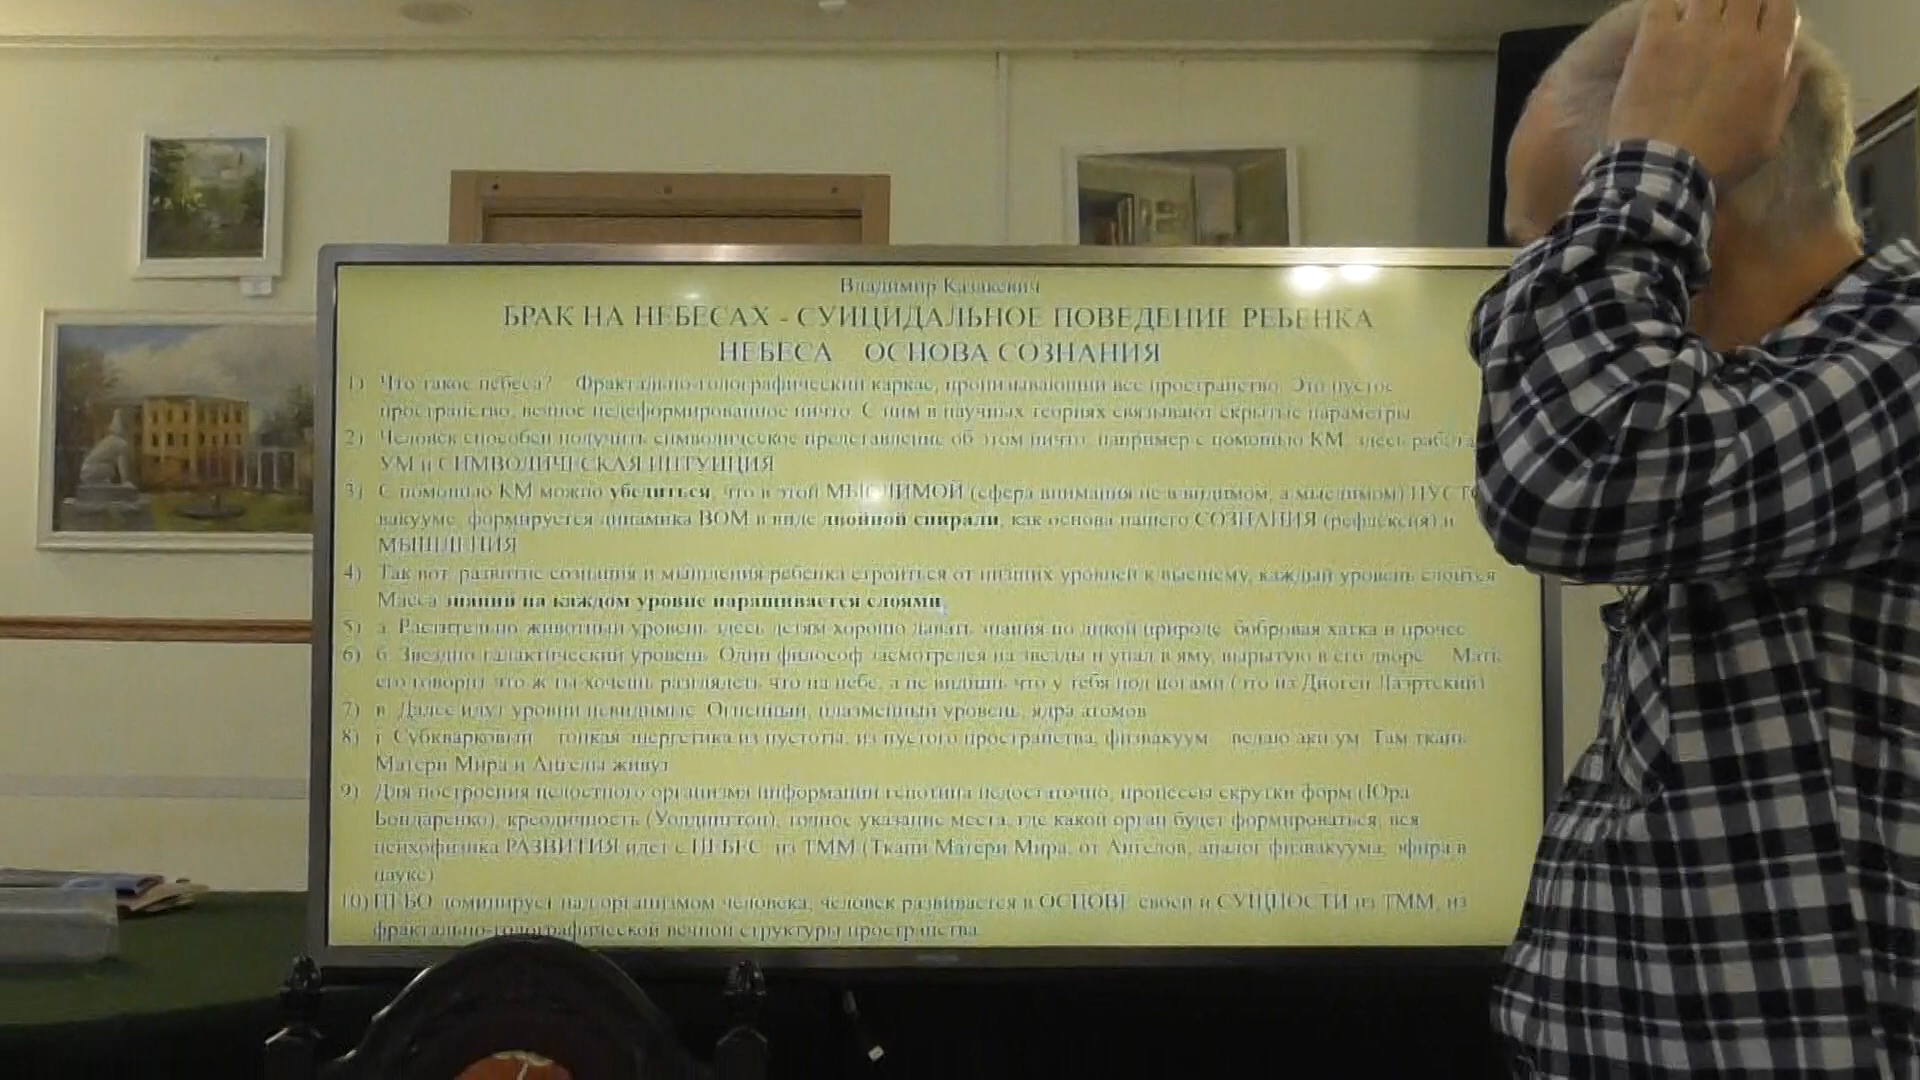 Владимир Казакевич
БРАК НА НЕБЕСАХ - СУИЦИДАЛЬНОЕ ПОВЕДЕНИЕ РЕБЕНКА
НЕБЕСА ОСНОВА СОЗНАНИЯ
1) Что такое небеса? Фрактально-голографический каркас, пронизывающий все пространство. Это пустое
пространство, вечное недеформированное ничто. С ним в научных теориях связывают скрытые параметры.
2) Человек способен получить символическое представление об этом ничто, например с помощью КМ, здесь
УМ и СИМВОЛИЧЕСКАЯ ИНТУИЦИЯ
3) С помощью КМ можно убедиться, что в этой МЫСЛИМОЙ (сфера внимания не в видимом, а мыслимом)
вакууме, формируется динамика ВОМ в виде двойной спирали, как основа нашего СОЗНАНИЯ (рефлексия) и
МЫШЛЕНИЯ
4) Так вот развитие сознания и мышления ребенка строиться от низших уровней к высшему, каждый уровень слоится
Масса знаний на каждом уровне наращивается слоями.
5) а. Растительно животный уровень здесь детям хорошо давать знания по дикой природе, бобровая хатка и прочее
6) б. Звездно галактический уровень. Один философ засмотрелся на звезды и упал в яму, вырытую в его дворе. Мать
его говорит что ж ты хочешь разглядеть что на небе, а не видишь что у тебя под ногами (это из Диоген Лаэртский)
7) в. Далее идут уровни невидимые. Огненный, плазменный уровень, ядра атомов
8) г. Субкварковый тонкая энергетика из пустоты, из пустого пространства, физвакуум Там ткань
Матери Мира и Ангелы живут
9) Для построения целостного организма информации генотипа недостаточно, процессы скрутки форм (Юра
Бондаренко), креодичность (Уоддингтон), точное указание места, где какой орган будет формироваться, вся
психофизика РАЗВИТИЯ идет с НЕБЕС из ТММ (Ткани Матери Мира, от Ангелов, аналог физвакуума, эфира в
науке)
10) НЕБО доминирует над организмом человека, человек развивается в ОСНОВЕ своей и СУЩНОСТИ из ТММ, из
фрактально-голографической вечной структуры пространства.